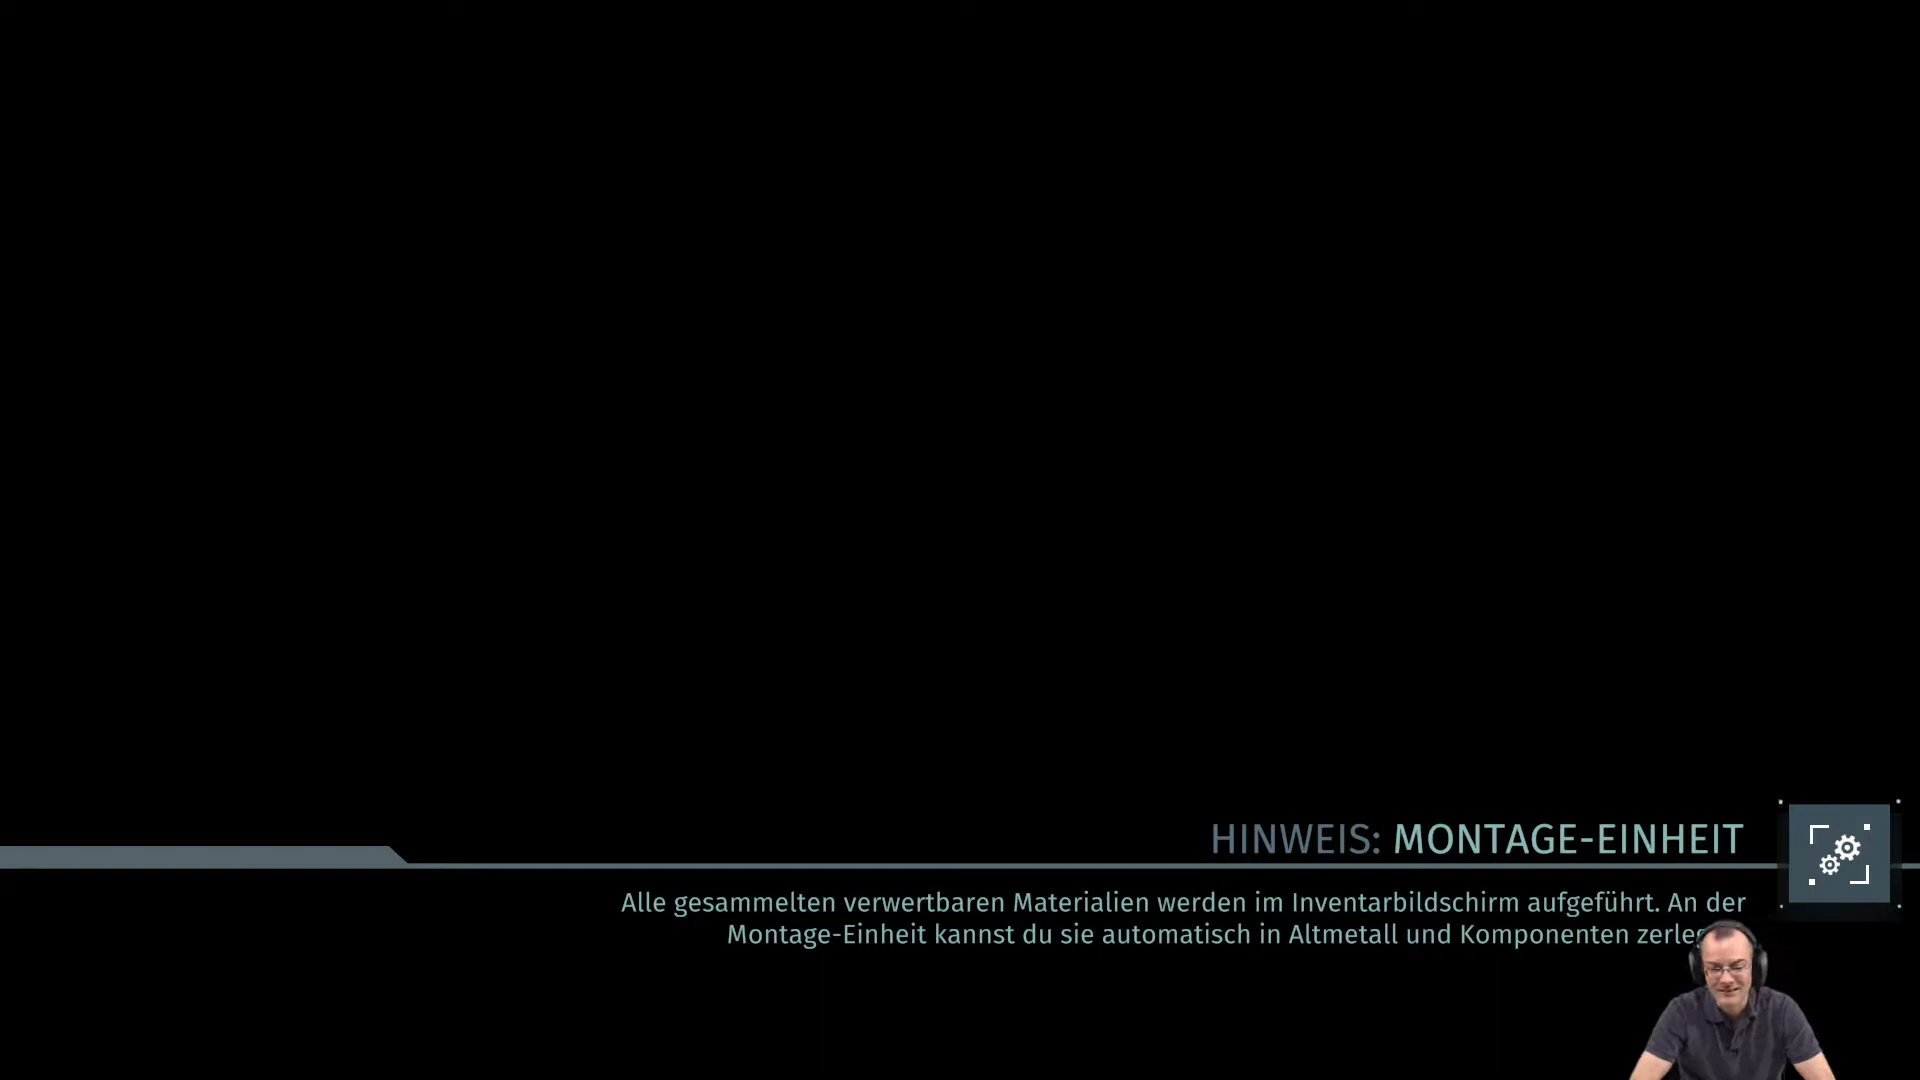 HINWEIS: MONTAGE-EINHEIT
Alle gesammelten verwertbaren Materialien werden im Inventarbildschirm aufgeführt. An der
Montage-Einheit kannst du sie automatisch in Altmetall und Komponenten